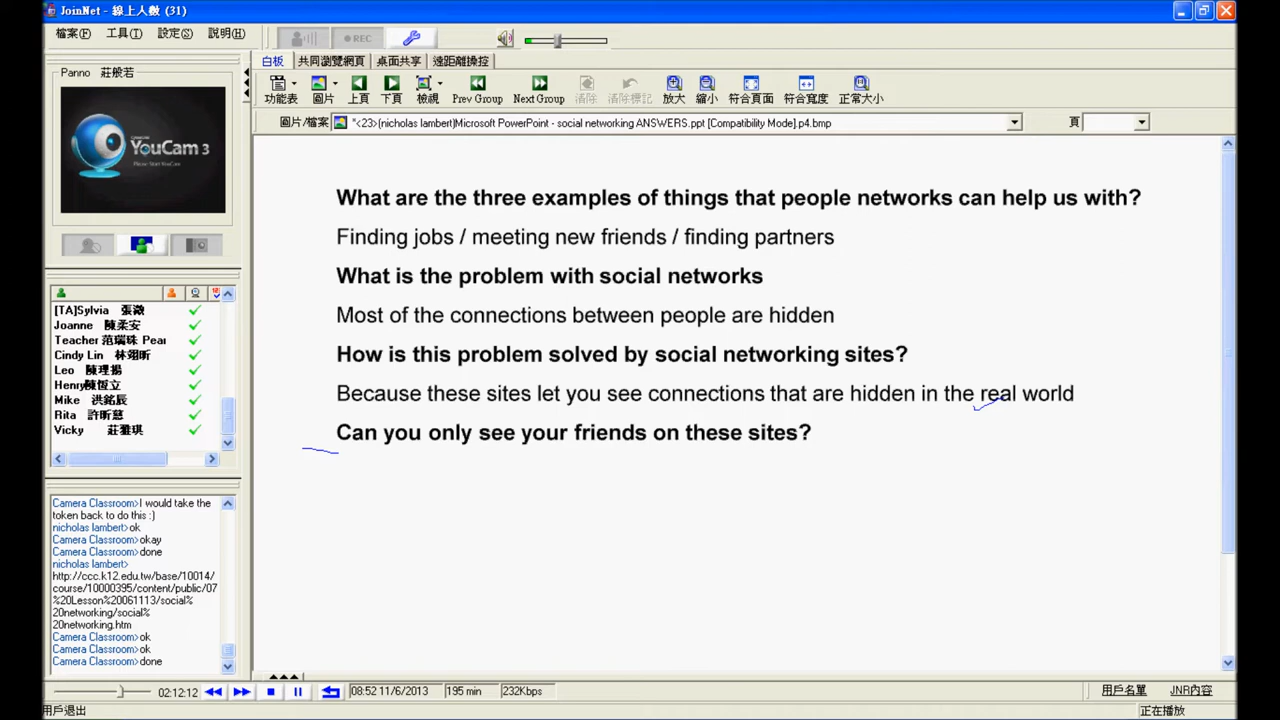 JoinNet - 線上人數 (31)
檔案(F) 工具(T) 設定(S) 說明(H)
REC
Panno 莊般若
YouCam 3
白板 共同瀏覽網頁 桌面共享 遠距離操控
功能表 圖片 上頁 下頁 檢視 Prev Group Next Group 清除 清除標記 放大 縮小 符合頁面 符合寬度 正常大小
圖片/檔案 "<23>(nicholas lambert)Microsoft PowerPoint - social networking ANSWERS.ppt [Compatibility Mode].p4.bmp 頁
What are the three examples of things that people networks can help us with?
Finding jobs / meeting new friends / finding partners
What is the problem with social networks
Most of the connections between people are hidden
How is this problem solved by social networking sites?
Because these sites let you see connections that are hidden in the real world
Can you only see your friends on these sites?
[TA]Sylvia 張瀓
Joanne 陳柔安
Teacher 范瑞珠 Pear
Cindy Lin 林翊昕
Leo 陳理揚
Henry陳恆立
Mike 洪銘辰
Rita 許昕慈
Vicky 莊雅琪
Camera Classroom>I would take the
token back to do this :)
nicholas lambert>ok
Camera Classroom>okay
Camera Classroom>done
nicholas lambert>
http://ccc.k12.edu.tw/base/10014/
course/10000395/content/public/07
%20Lesson%20061113/social%
20networking/social%
20networking.htm
Camera Classroom>ok
Camera Classroom>ok
Camera Classroom>done
02:12:12 08:52 11/6/2013 195 min 232Kbps 用戶名單 JNR內容
用戶退出 正在播放